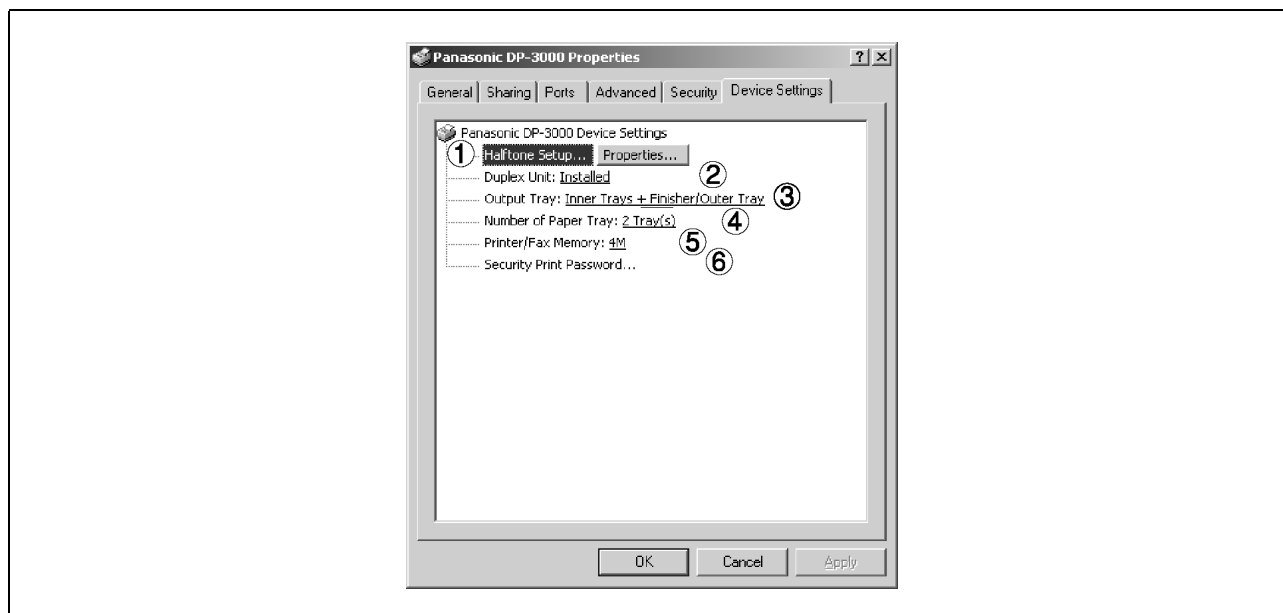 Panasonic DP-3000 Properties ? X
General Sharing Ports Advanced Security Device Settings
Panasonic DP-3000 Device Settings
① Halftone Setup... Properties...
Duplex Unit: Installed ②
Output Tray: Inner Trays + Finisher/Outer Tray ③
Number of Paper Tray: 2 Tray(s) ④
Printer/Fax Memory: 4M ⑤
Security Print Password... ⑥
OK Cancel Apply